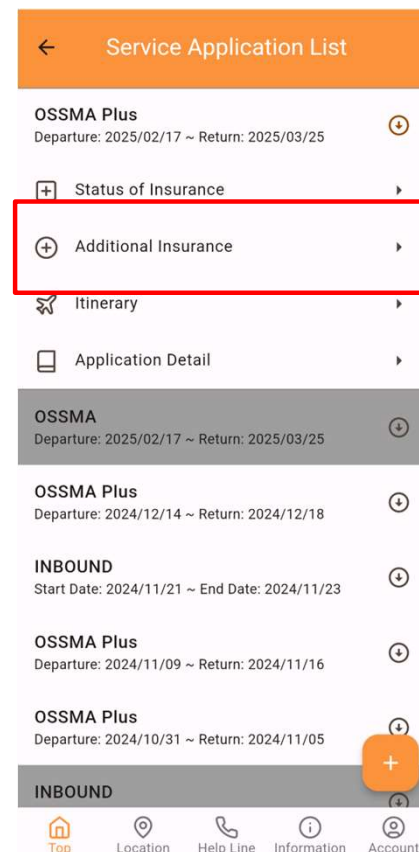 Service Application List
OSSMA Plus
Departure: 2025/02/17 ~ Return: 2025/03/25
Status of Insurance
Additional Insurance
Itinerary
Application Detail
OSSMA
Departure: 2025/02/17 ~ Return: 2025/03/25
OSSMA Plus
Departure: 2024/12/14 ~ Return: 2024/12/18
INBOUND
Start Date: 2024/11/21 ~ End Date: 2024/11/23
OSSMA Plus
Departure: 2024/11/09 ~ Return: 2024/11/16
OSSMA Plus
Departure: 2024/10/31 ~ Return: 2024/11/05
INBOUND
Top Location Help Line Information Account